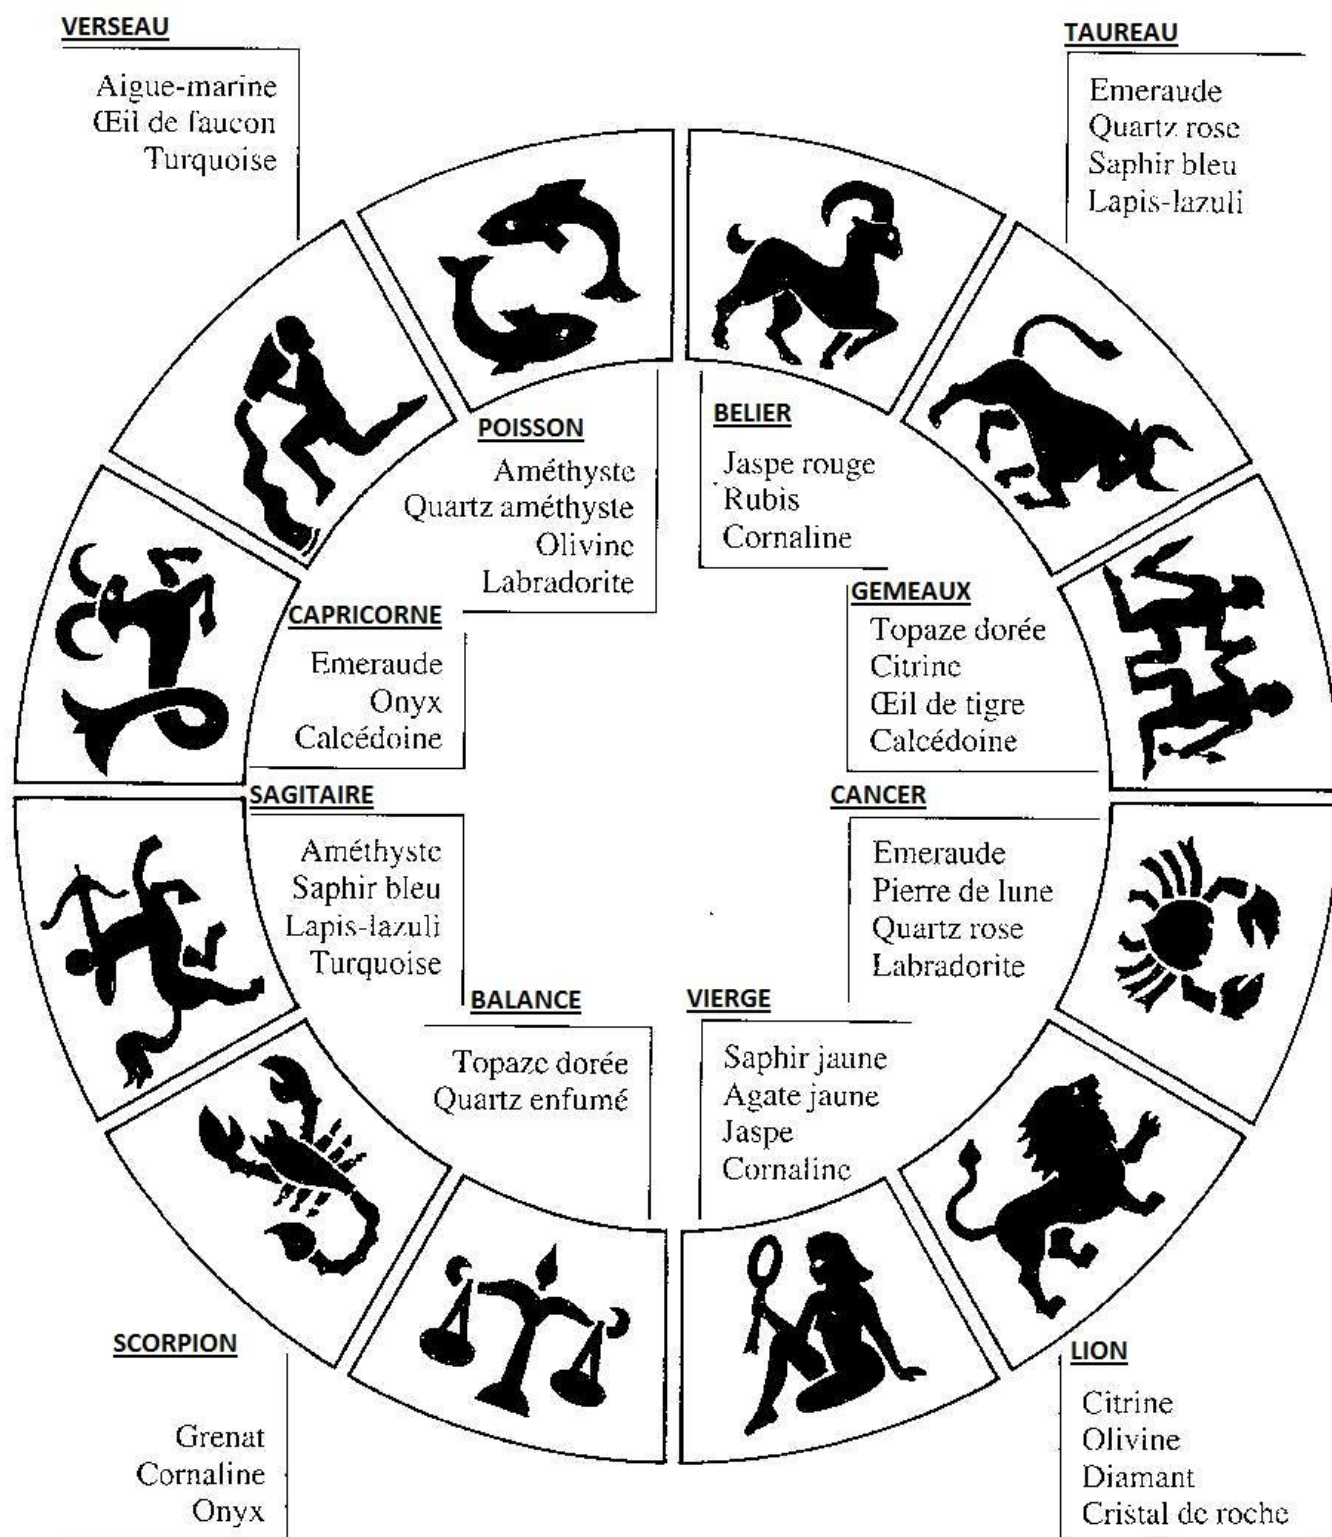 VERSEAU
Aigue-marine
Œil de faucon
Turquoise
TAUREAU
Emeraude
Quartz rose
Saphir bleu
Lapis-lazuli
POISSON
Améthyste
Quartz améthyste
Olivine
Labradorite
BELIER
Jaspe rouge
Rubis
Cornaline
CAPRICORNE
Emeraude
Onyx
Calcédoine
GEMEAUX
Topaze dorée
Citrine
Œil de tigre
Calcédoine
SAGITAIRE
Améthyste
Saphir bleu
Lapis-lazuli
Turquoise
CANCER
Emeraude
Pierre de lune
Quartz rose
Labradorite
BALANCE
Topaze dorée
Quartz enfumé
VIERGE
Saphir jaune
Agate jaune
Jaspe
Cornaline
SCORPION
Grenat
Cornaline
Onyx
LION
Citrine
Olivine
Diamant
Cristal de roche